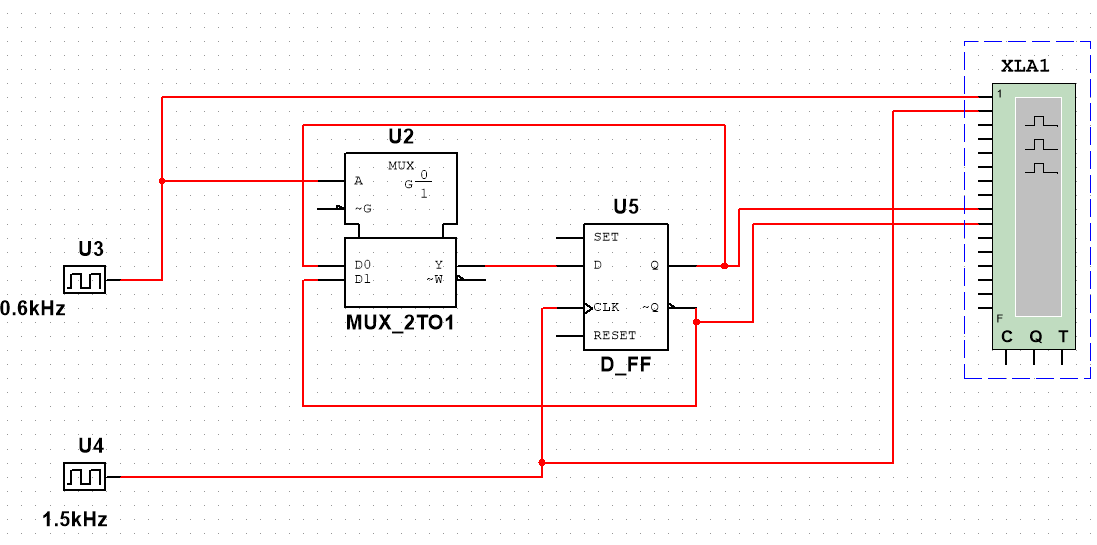 XLA1
1
U2
MUX
G 0
1
A
~G
U5
SET
U3
D0 Y
D1 ~W
D Q
0.6kHz
CLK ~Q
MUX_2TO1
RESET
F
C Q T
D_FF
U4
1.5kHz